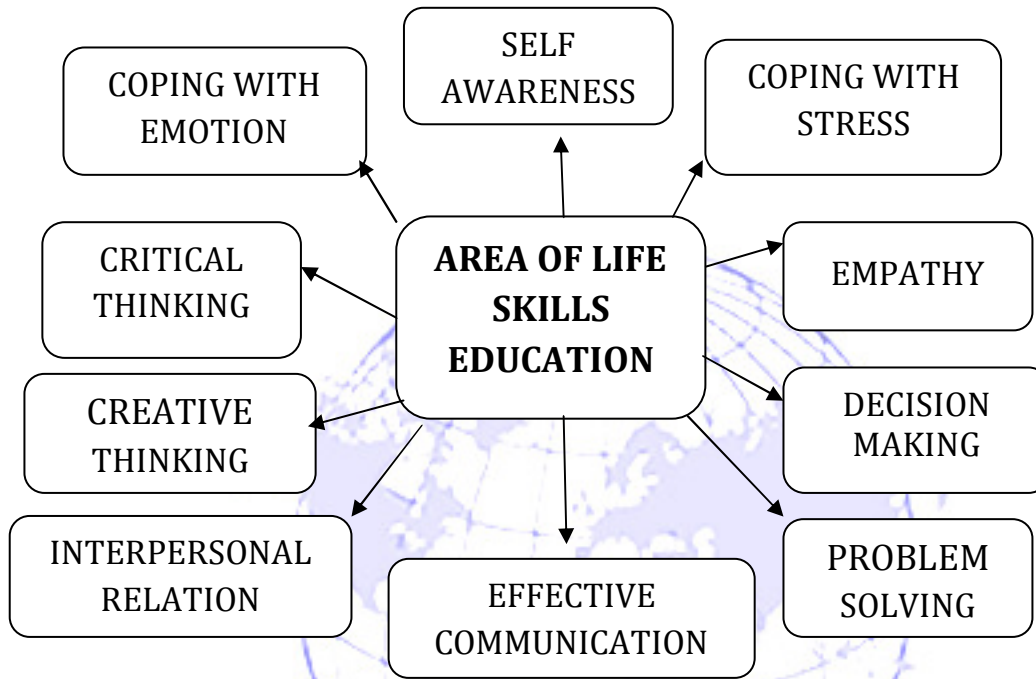 SELF
AWARENESS
COPING WITH
EMOTION
COPING WITH
STRESS
AREA OF LIFE
SKILLS
EDUCATION
CRITICAL
THINKING
EMPATHY
CREATIVE
THINKING
DECISION
MAKING
INTERPERSONAL
RELATION
EFFECTIVE
COMMUNICATION
PROBLEM
SOLVING